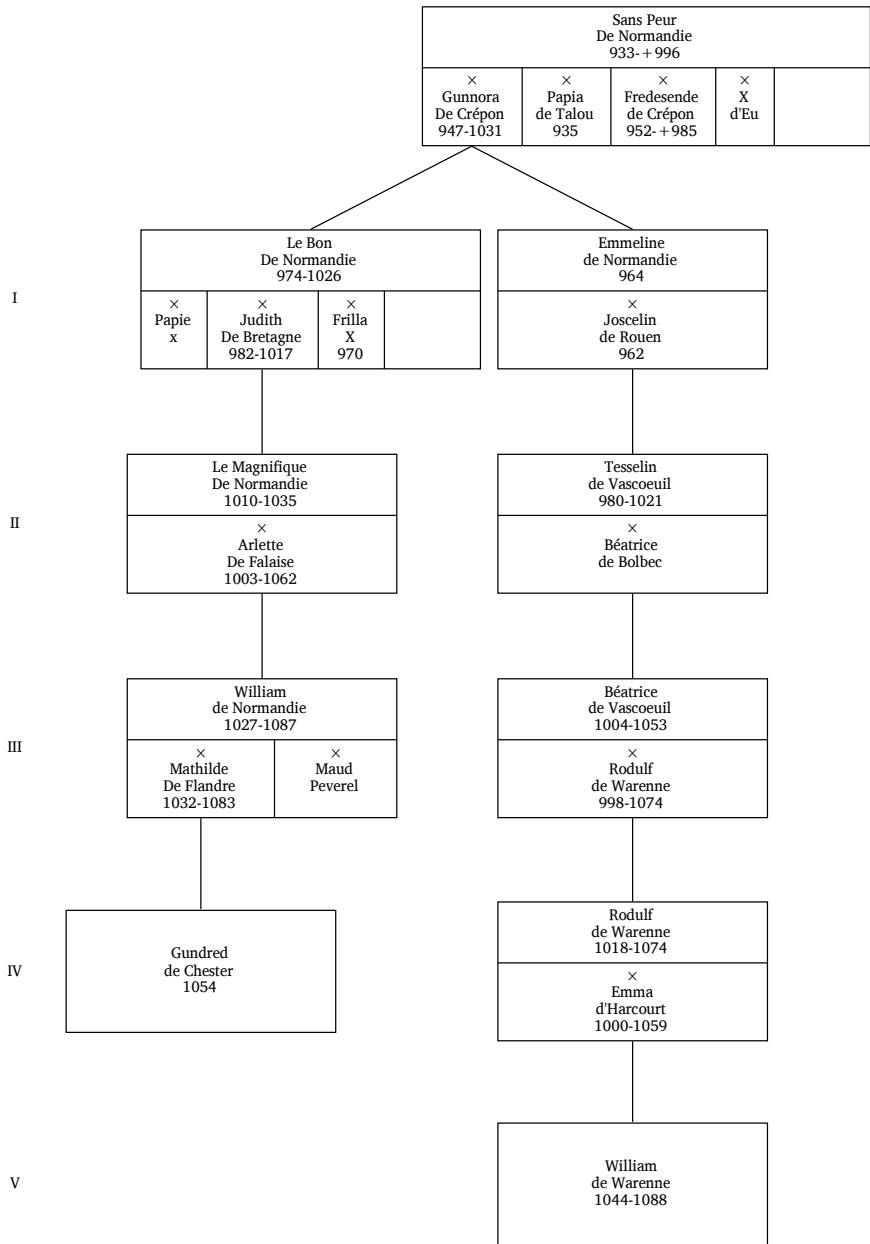 Sans Peur
De Normandie
933-+996
×
Gunnora
De Crépon
947-1031
×
Papia
de Talou
935
×
Fredesende
de Crépon
952-+985
×
X
d'Eu
I
Le Bon
De Normandie
974-1026
×
Papie
x
×
Judith
De Bretagne
982-1017
×
Frilla
X
970
Emmeline
de Normandie
964
×
Joscelin
de Rouen
962
II
Le Magnifique
De Normandie
1010-1035
×
Arlette
De Falaise
1003-1062
Tesselin
de Vascoeuil
980-1021
×
Béatrice
de Bolbec
III
William
de Normandie
1027-1087
×
Mathilde
De Flandre
1032-1083
×
Maud
Peverel
Béatrice
de Vascoeuil
1004-1053
×
Rodulf
de Warenne
998-1074
IV
Gundred
de Chester
1054
Rodulf
de Warenne
1018-1074
×
Emma
d'Harcourt
1000-1059
V
William
de Warenne
1044-1088